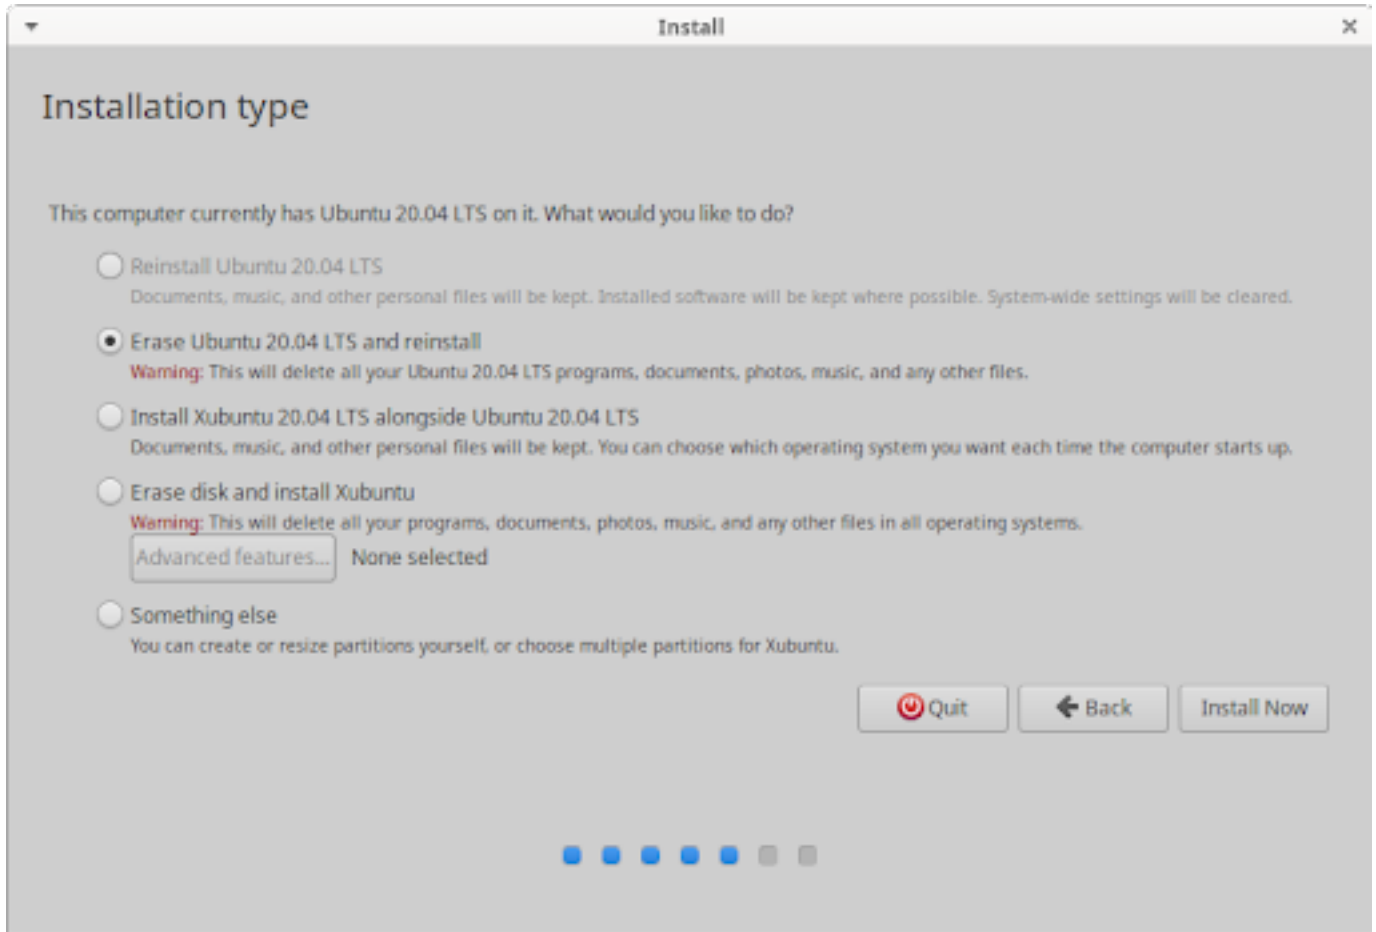 Install
Installation type
This computer currently has Ubuntu 20.04 LTS on it. What would you like to do?
Reinstall Ubuntu 20.04 LTS
Documents, music, and other personal files will be kept. Installed software will be kept where possible. System-wide settings will be cleared.
Erase Ubuntu 20.04 LTS and reinstall
Warning: This will delete all your Ubuntu 20.04 LTS programs, documents, photos, music, and any other files.
Install Xubuntu 20.04 LTS alongside Ubuntu 20.04 LTS
Documents, music, and other personal files will be kept. You can choose which operating system you want each time the computer starts up.
Erase disk and install Xubuntu
Warning: This will delete all your programs, documents, photos, music, and any other files in all operating systems.
Advanced features... None selected
Something else
You can create or resize partitions yourself, or choose multiple partitions for Xubuntu.
Quit Back Install Now